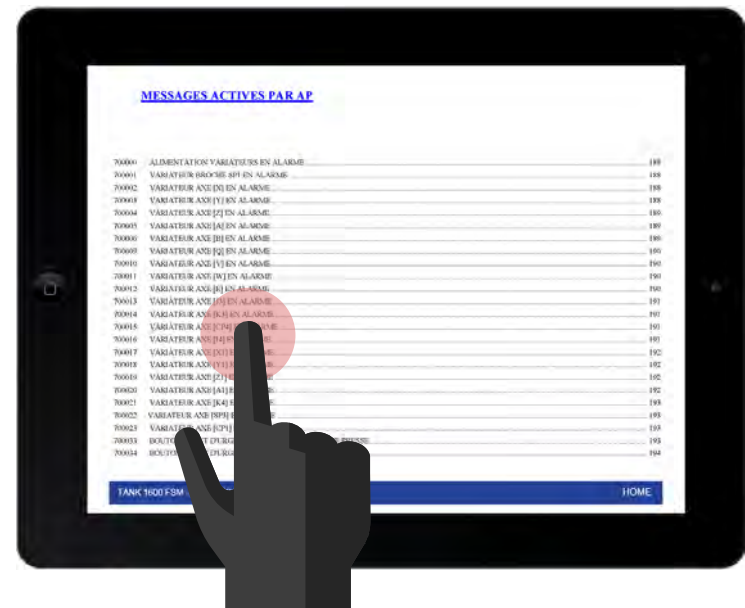 MESSAGES ACTIVES PAR AP
700000 ALIMENTATION VARIATEURS EN ALARME 188
700001 VARIATEUR BROCHE SP1 EN ALARME 188
700002 VARIATEUR AXE [X] EN ALARME 188
700003 VARIATEUR AXE [Y] EN ALARME 188
700004 VARIATEUR AXE [Z] EN ALARME 189
700005 VARIATEUR AXE [A] EN ALARME 189
VARIATEUR AXE [B] EN ALARME 189
VARIATEUR AXE [Q] EN ALARME 190
700010 VARIATEUR AXE [V] EN ALARME 190
700011 VARIATEUR AXE [W] EN ALARME 190
700012 VARIATEUR AXE [E] EN ALARME 190
700013 VARIATEUR AXE EN ALARME 191
700014 VARIATEUR AXE [K3] EN ALARME 191
700015 VARIATEUR AXE [CP4] 191
700016 VARIATEUR AXE [J4] 191
700017 VARIATEUR AXE [X1] 192
700018 VARIATEUR AXE [Y1] 192
700019 VARIATEUR AXE [Z1] 192
700020 VARIATEUR AXE [A1] 192
700021 VARIATEUR AXE [K4] 193
700022 VARIATEUR AXE [SP3] 193
700023 AXE [CP1] 193
700033 193
700034 194
TANK 1600 FSM HOME